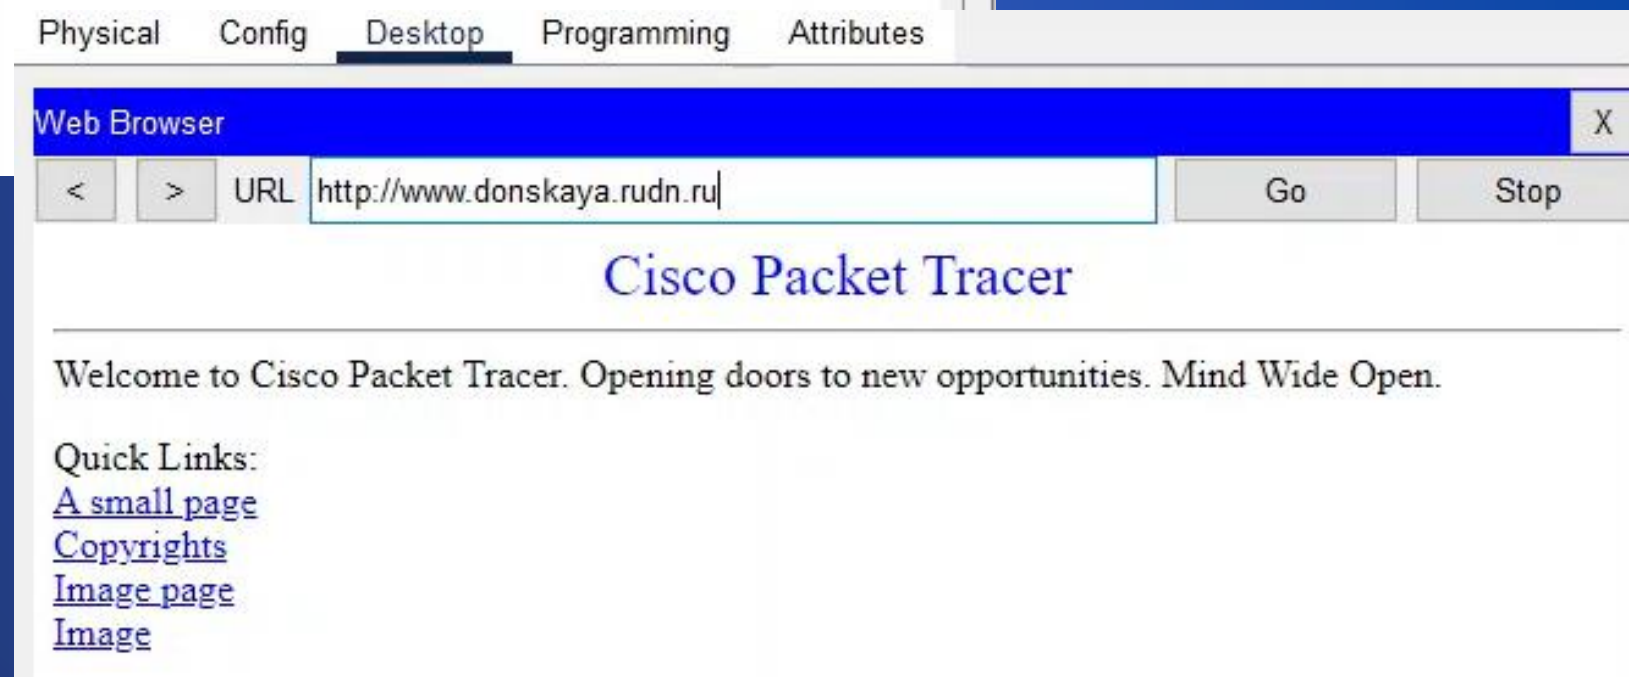 Physical Config Desktop Programming Attributes
Web Browser X
< > URL http://www.donskaya.rudn.ru Go Stop
Cisco Packet Tracer
Welcome to Cisco Packet Tracer. Opening doors to new opportunities. Mind Wide Open.
Quick Links:
A small page
Copyrights
Image page
Image